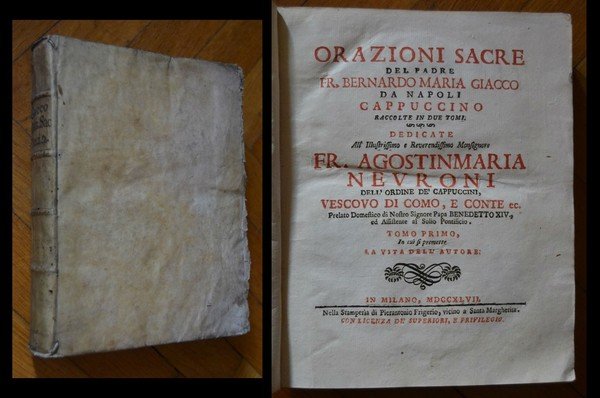 ORAZIONI SACRE
DEL PADRE
FR. BERNARDO MARIA GIACCO
DA NAPOLI
CAPPUCCINO
RACCOLTE IN DUE TOMI.
DEDICATE
All' Illustrissimo e Reverendissimo Monsignore
FR. AGOSTINMARIA
NEVRONI
DELL' ORDINE DE' CAPPUCCINI,
VESCOVO DI COMO, E CONTE ec.
Prelato Domestico di Nostro Signore Papa BENEDETTO XIV.,
ed Assistente al Solio Pontificio.
TOMO PRIMO,
In cui si premette
LA VITA DELL' AUTORE.
IN MILANO, MDCCXLVII.
Nella Stamperia di Pierantonio Frigerio, vicino a Santa Margherita.
CON LICENZA DE' SUPERIORI, E PRIVILEGIO.